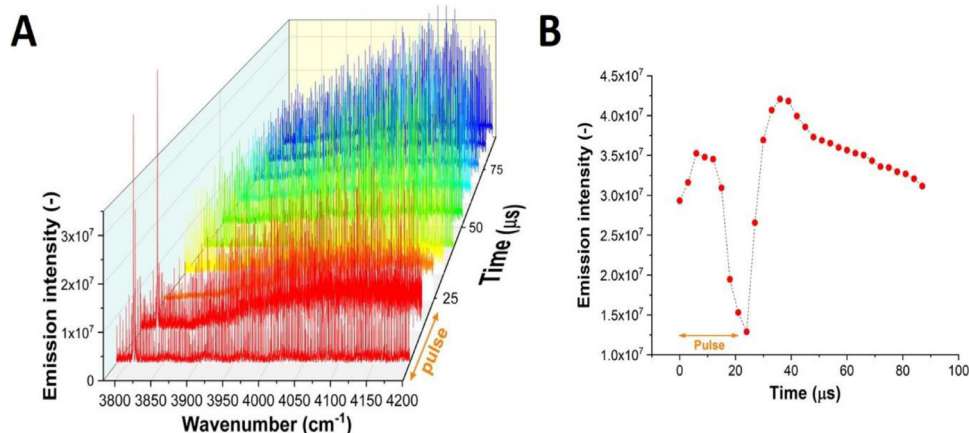 A
Emission intensity (-)
3x10⁷
2x10⁷
1x10⁷
0
3800 3850 3900 3950 4000 4050 4100 4150 4200
Wavenumber (cm⁻¹)
25
50
75
Time (μs)
pulse
B
Emission intensity (-)
4.5x10⁷
4.0x10⁷
3.5x10⁷
3.0x10⁷
2.5x10⁷
2.0x10⁷
1.5x10⁷
1.0x10⁷
Pulse
0 20 40 60 80 100
Time (μs)